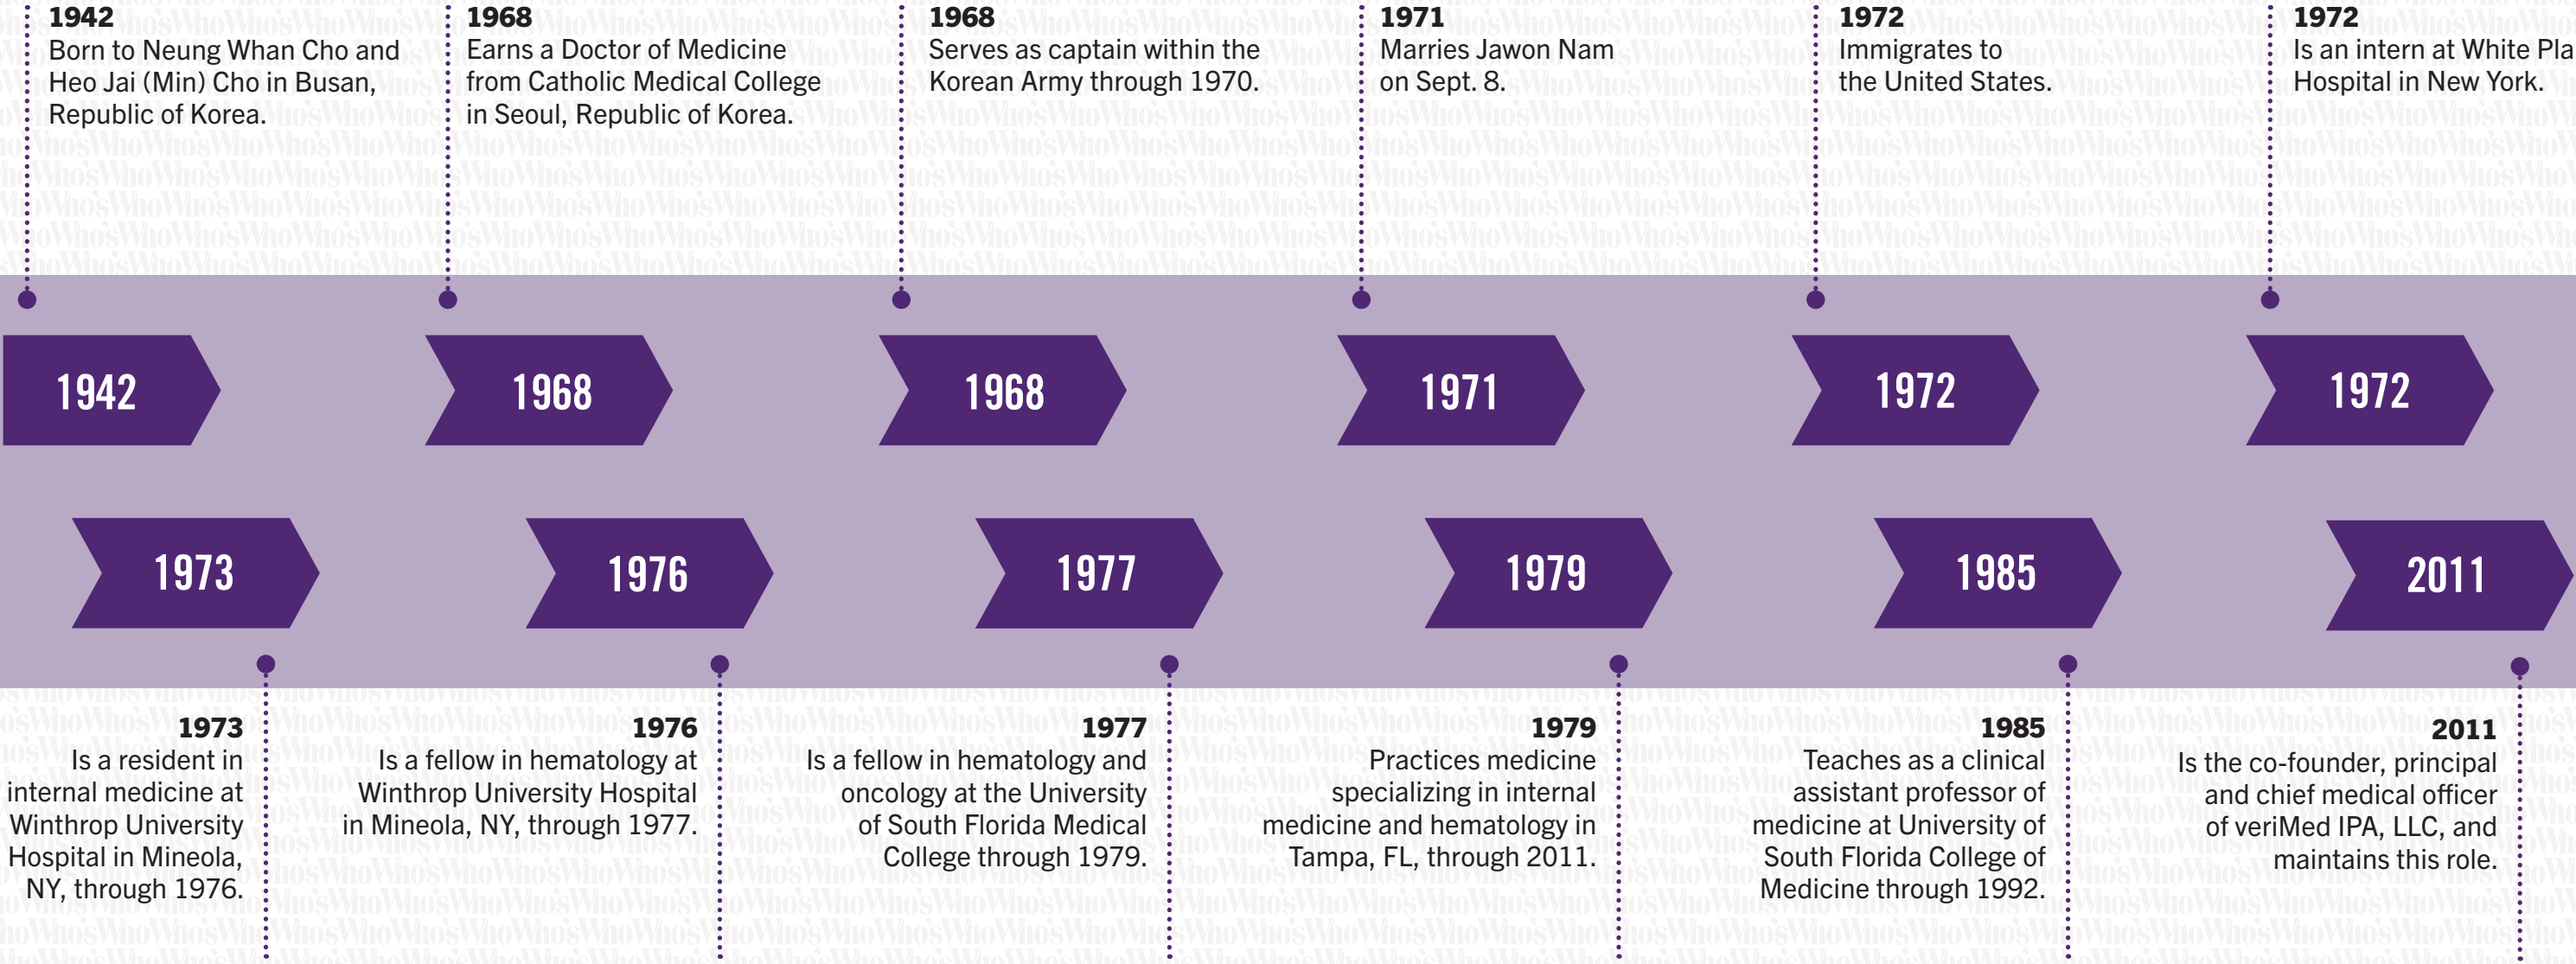 1942
Born to Neung Whan Cho and
Heo Jai (Min) Cho in Busan,
Republic of Korea.
1968
Earns a Doctor of Medicine
from Catholic Medical College
in Seoul, Republic of Korea.
1968
Serves as captain within the
Korean Army through 1970.
1971
Marries Jawon Nam
on Sept. 8.
1972
Immigrates to
the United States.
1972
Is an intern at White
Hospital in New York.
1942
1968
1968
1971
1972
1972
1973
1976
1977
1979
1985
2011
1973
Is a resident in
internal medicine at
Winthrop University
Hospital in Mineola,
NY, through 1976.
1976
Is a fellow in hematology at
Winthrop University Hospital
in Mineola, NY, through 1977.
1977
Is a fellow in hematology and
oncology at the University
of South Florida Medical
College through 1979.
1979
Practices medicine
specializing in internal
medicine and hematology in
Tampa, FL, through 2011.
1985
Teaches as a clinical
assistant professor of
medicine at University of
South Florida College of
Medicine through 1992.
2011
Is the co-founder, principal
and chief medical officer
of veriMed IPA, LLC, and
maintains this role.